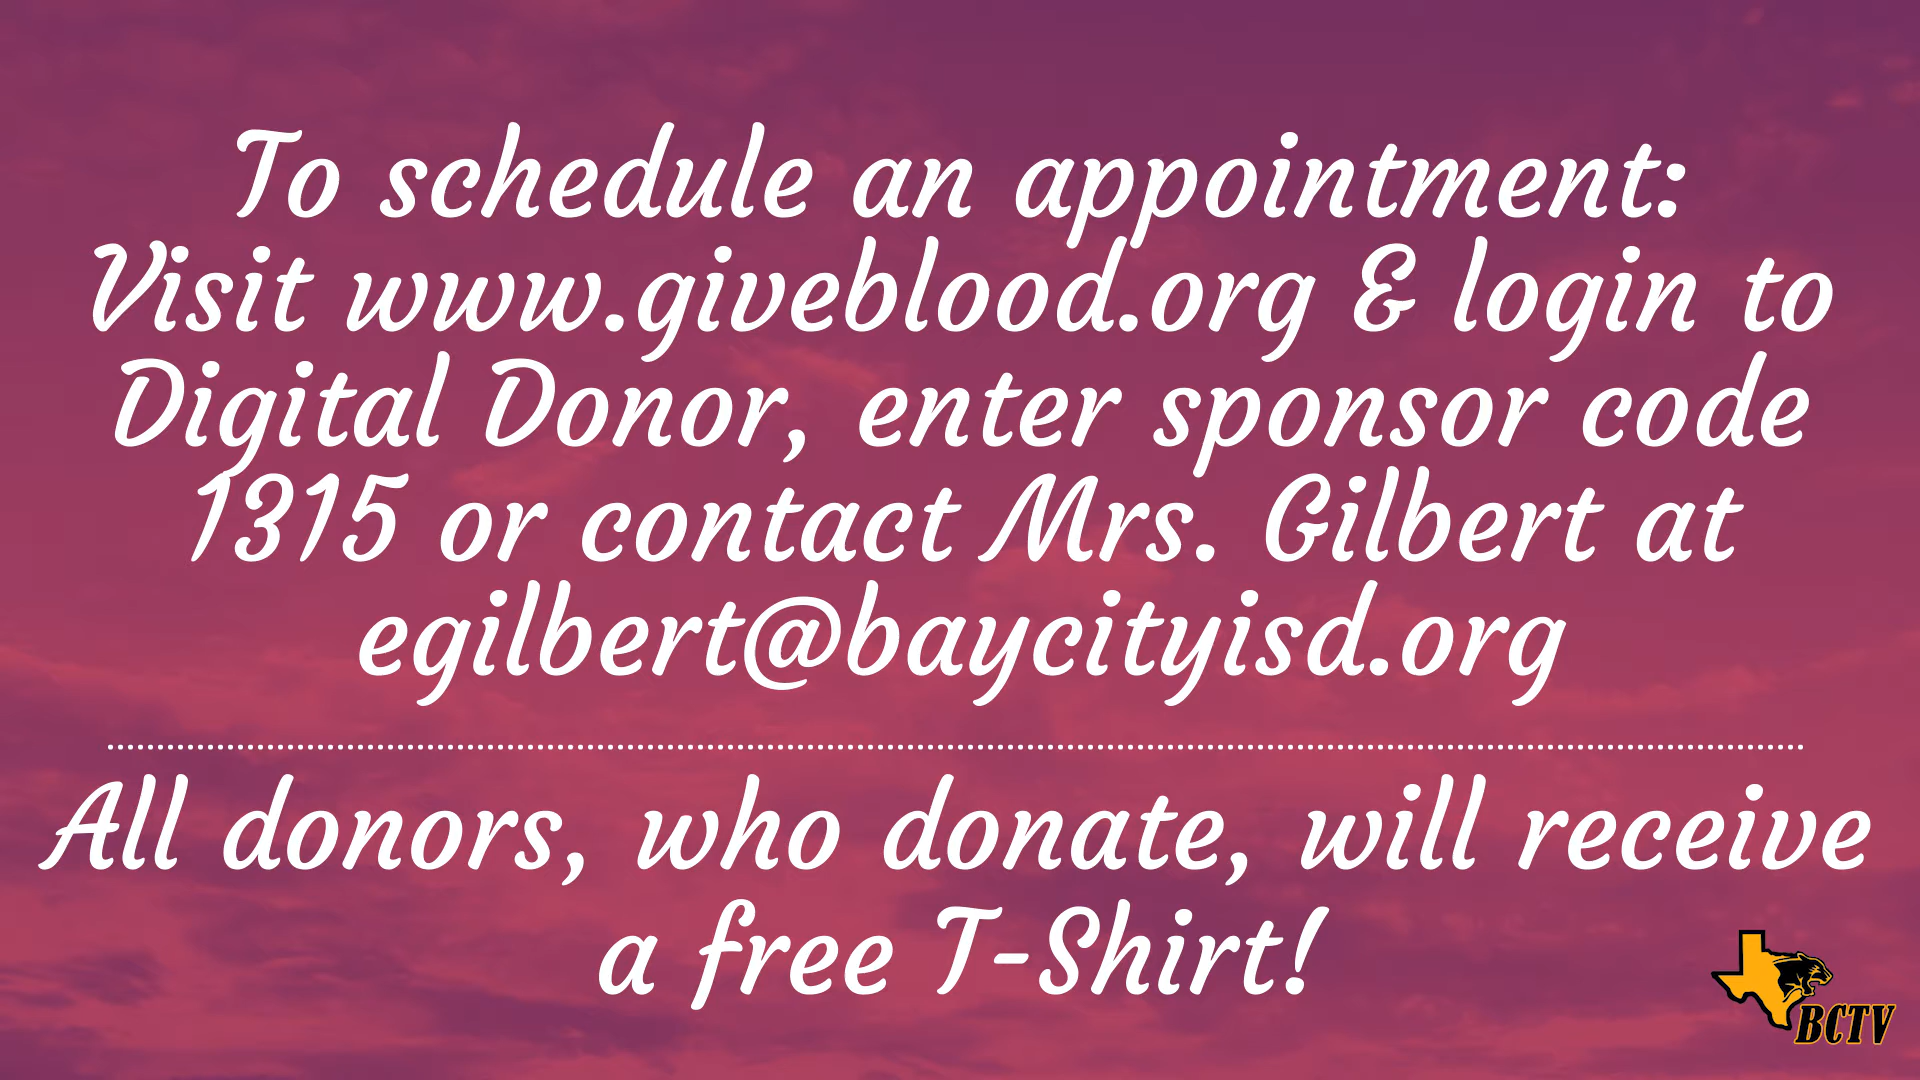 To schedule an appointment:
Visit www.giveblood.org & login to
Digital Donor, enter sponsor code
1315 or contact Mrs. Gilbert at
egilbert@baycityisd.org
All donors, who donate, will receive
a free T-Shirt!
BCTV